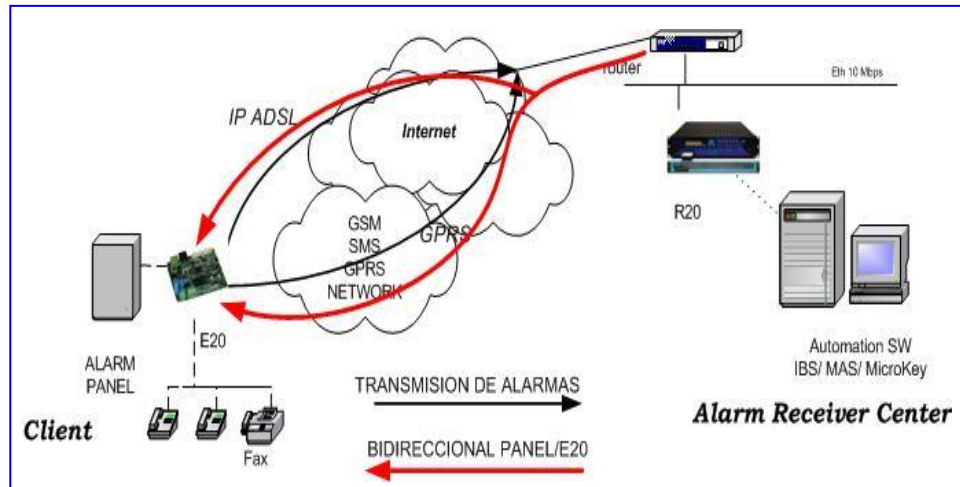 router
Eth 10 Mbps
IP ADSL
Internet
R20
GSM
SMS
GPRS
NETWORK
GPRS
E20
ALARM
PANEL
Automation SW
IBS/ MAS/ MicroKey
TRANSMISION DE ALARMAS
Alarm Receiver Center
Client
Fax
BIDIRECCIONAL PANEL/E20